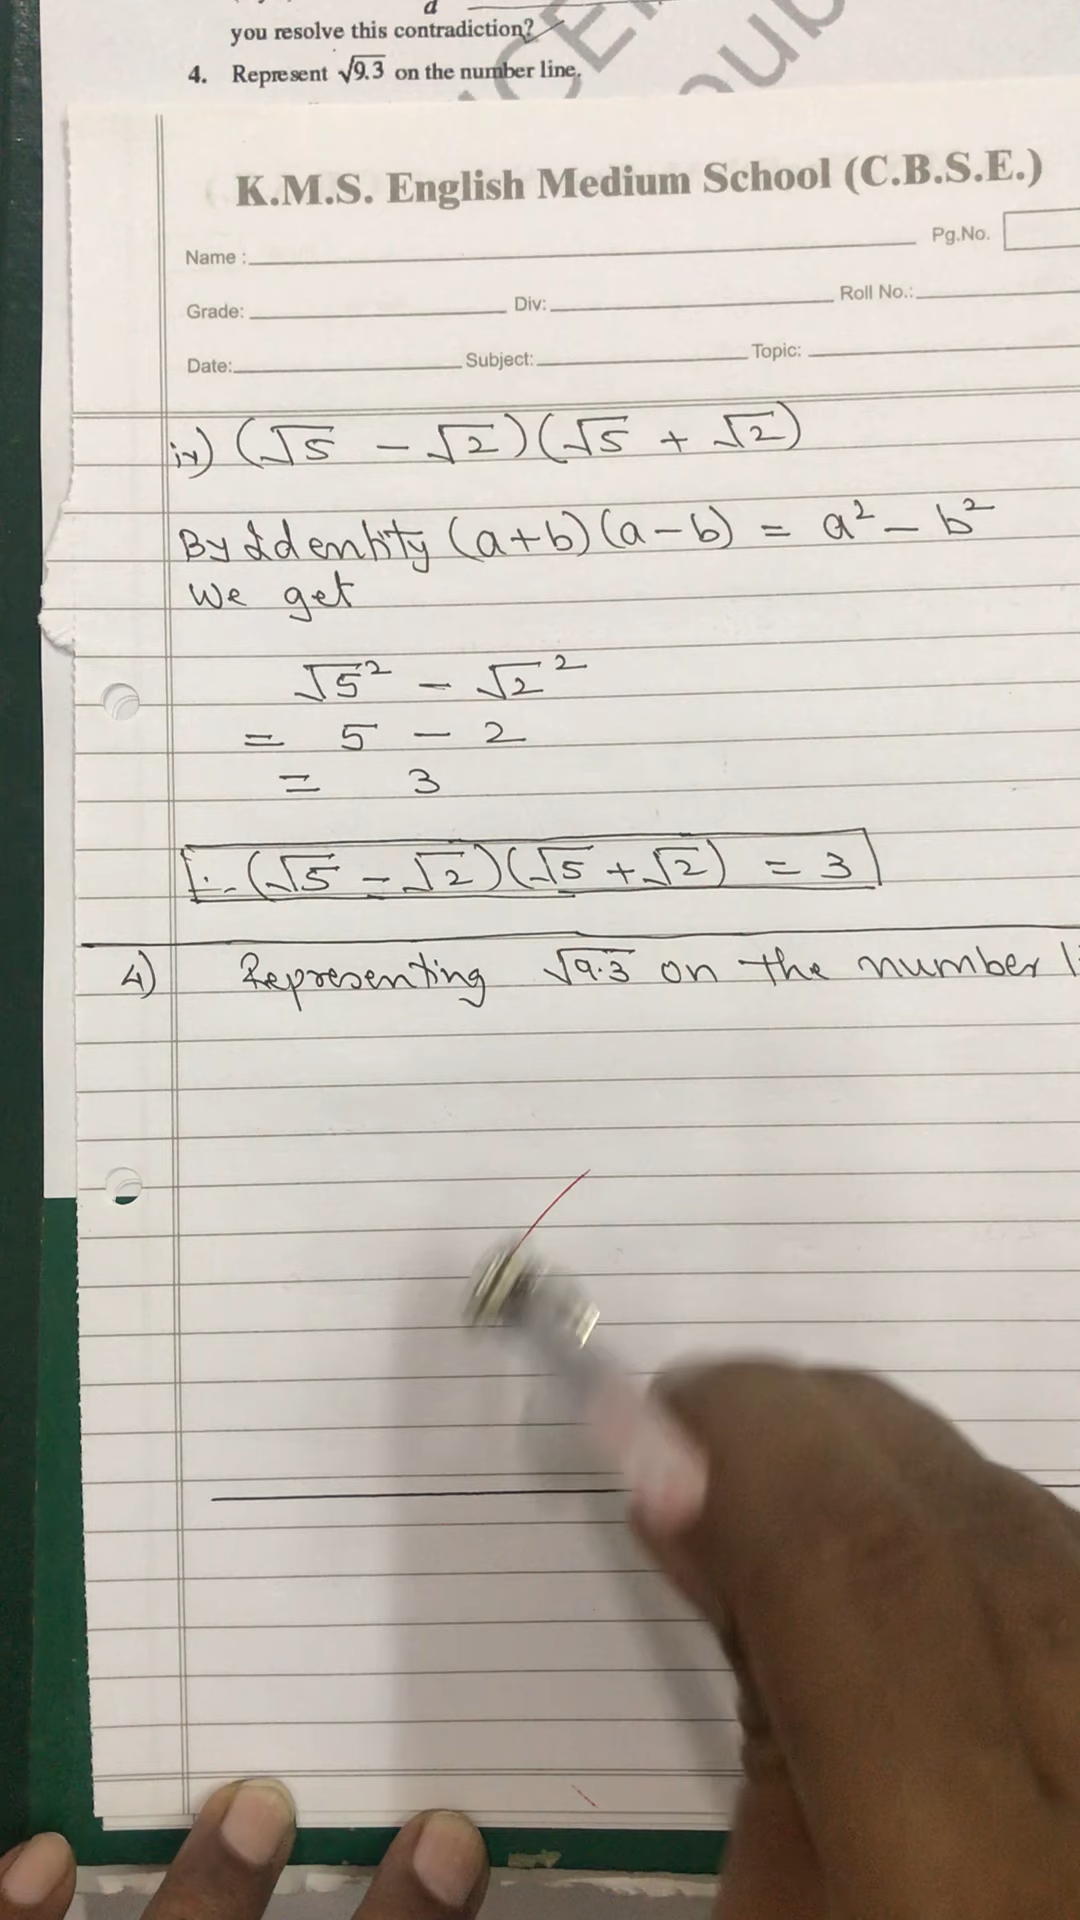 you resolve this contradiction?
4. Represent √9.3 on the number line.
K.M.S. English Medium School (C.B.S.E.)
Name : Pg.No.
Grade: Div: Roll No.:
Date: Subject: Topic:
iv) (√5 - √2)(√5 + √2)
By Identity (a+b)(a-b) = a² - b²
We get
√5² - √2²
= 5 - 2
= 3
∴ (√5 - √2)(√5 + √2) = 3
4) Representing √9.3 on the number